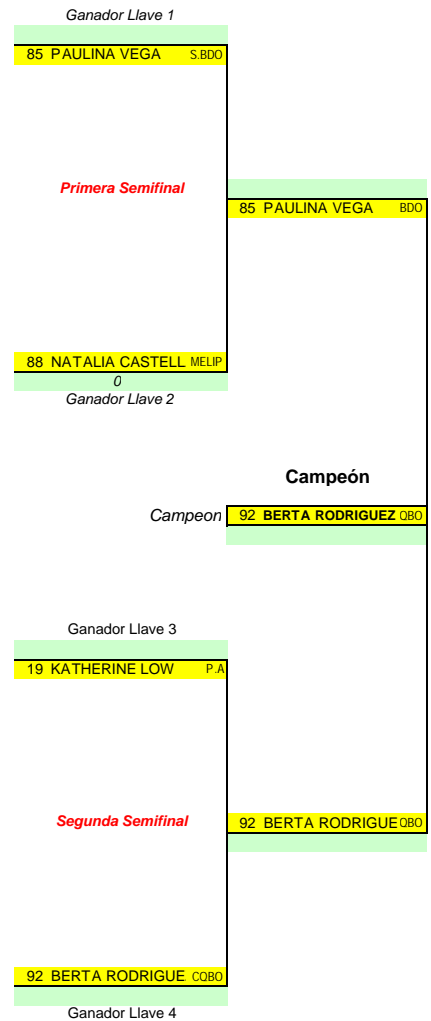 Ganador Llave 1
85 PAULINA VEGA S.BDO
Primera Semifinal
85 PAULINA VEGA BDO
88 NATALIA CASTELL MELIP
0
Ganador Llave 2
Campeón
Campeon 92 BERTA RODRIGUEZ QBO
Ganador Llave 3
19 KATHERINE LOW P.A
Segunda Semifinal
92 BERTA RODRIGUE QBO
92 BERTA RODRIGUE CQBO
Ganador Llave 4